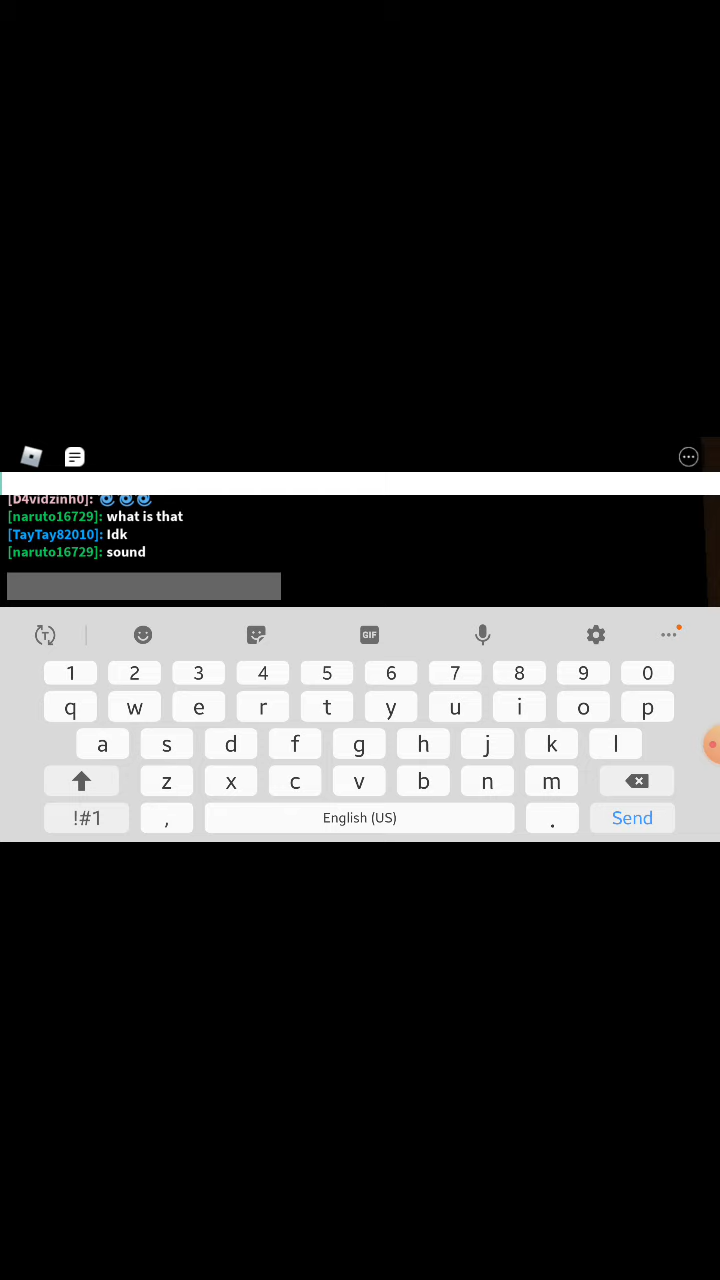 [D4vidzinh0]: 🌀 🌀 🌀
[naruto16729]: what is that
[TayTay82010]: Idk
[naruto16729]: sound
GIF
1 2 3 4 5 6 7 8 9 0
q w e r t y u i o p
a s d f g h j k l
z x c v b n m
!#1 , English (US) . Send